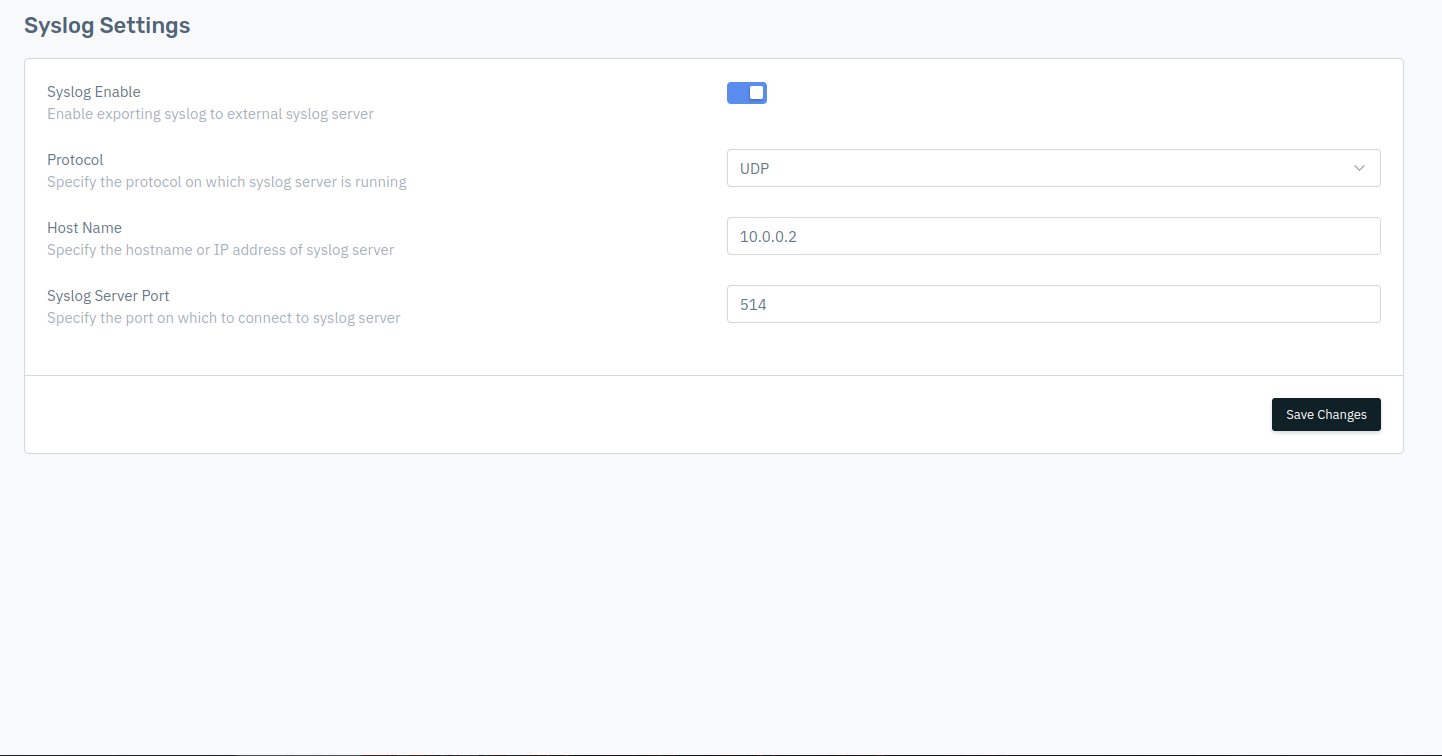 Syslog Settings
Syslog Enable
Enable exporting syslog to external syslog server
Protocol
Specify the protocol on which syslog server is running
UDP
Host Name
Specify the hostname or IP address of syslog server
10.0.0.2
Syslog Server Port
Specify the port on which to connect to syslog server
514
Save Changes